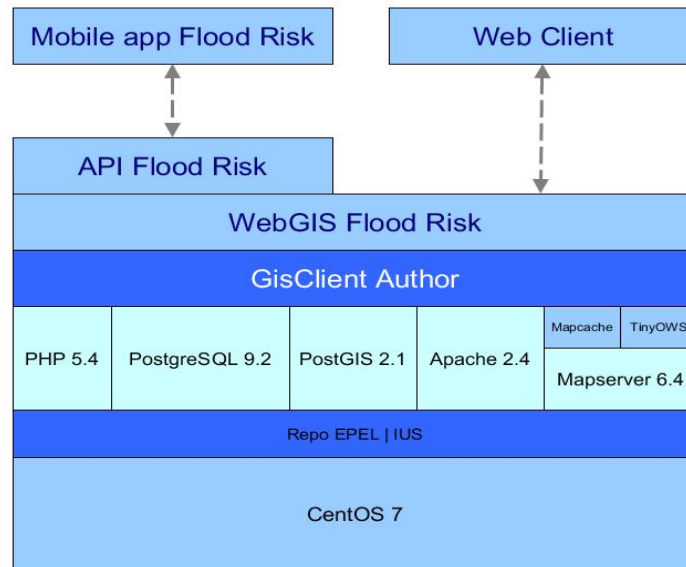 Mobile app Flood Risk
Web Client
API Flood Risk
WebGIS Flood Risk
GisClient Author
PHP 5.4
PostgreSQL 9.2
PostGIS 2.1
Apache 2.4
Mapcache
TinyOWS
Mapserver 6.4
Repo EPEL | IUS
CentOS 7